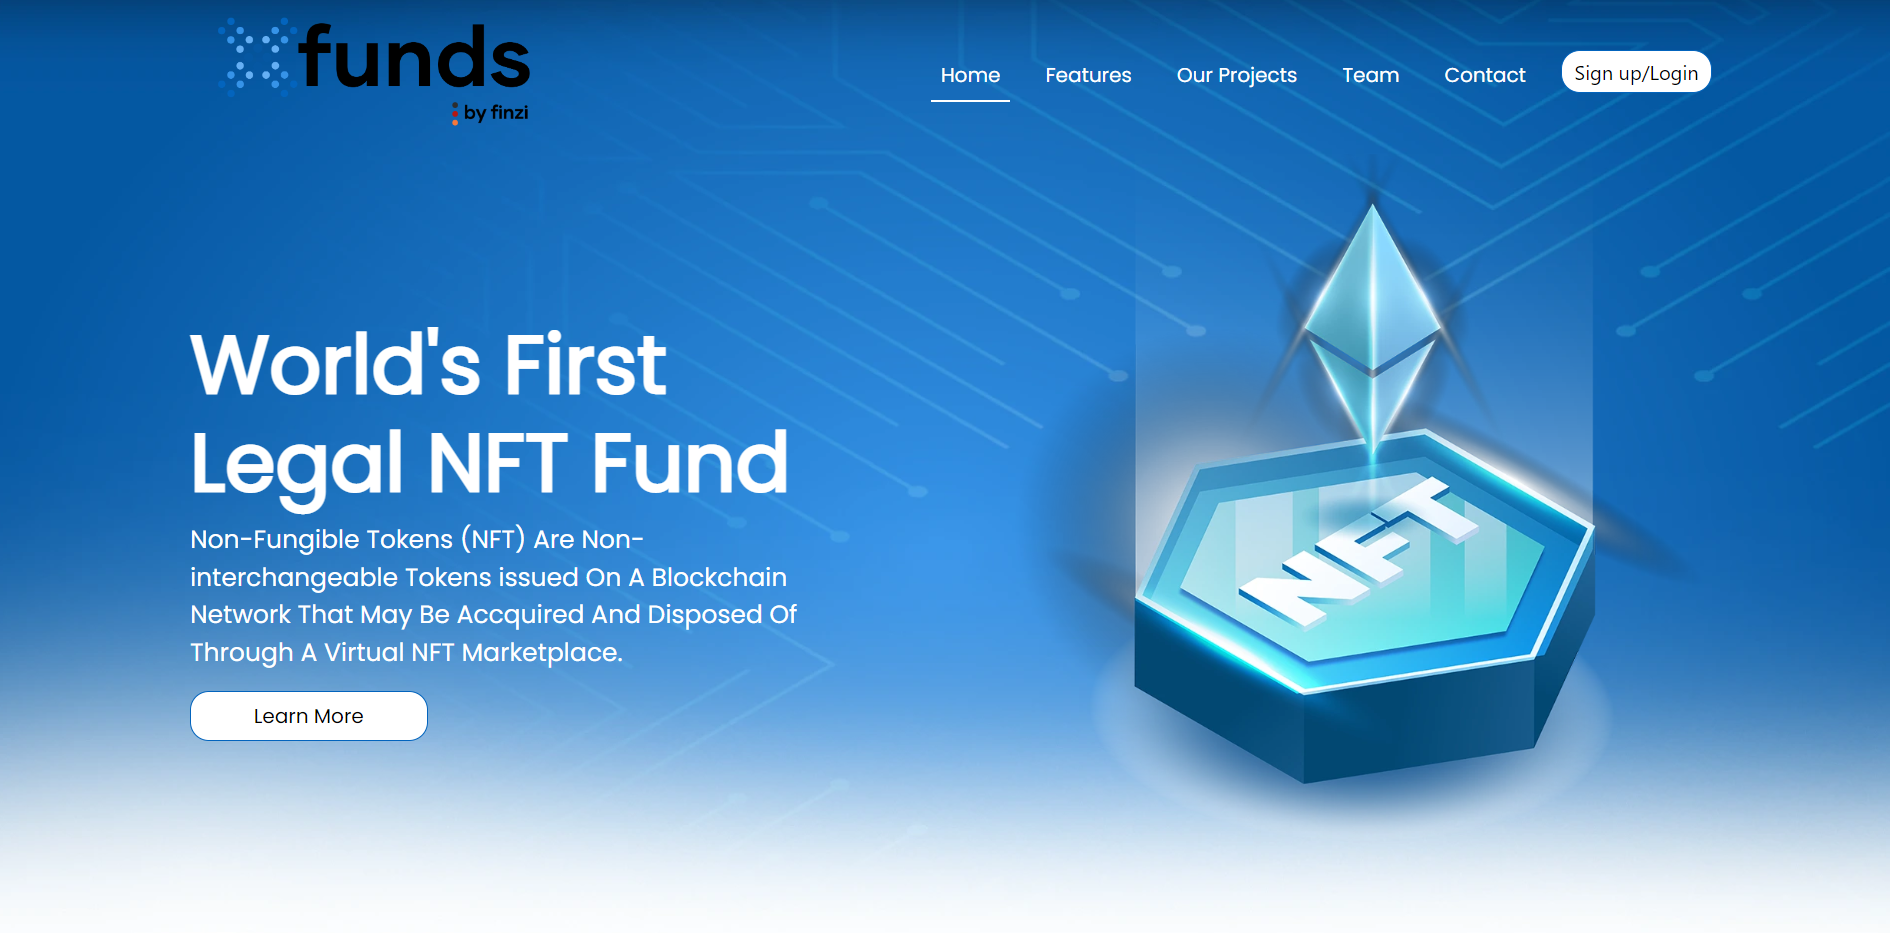 funds
by finzi
Home Features Our Projects Team Contact Sign up/Login
World's First
Legal NFT Fund
Non-Fungible Tokens (NFT) Are Non-
interchangeable Tokens issued On A Blockchain
Network That May Be Accquired And Disposed Of
Through A Virtual NFT Marketplace.
Learn More
NFT